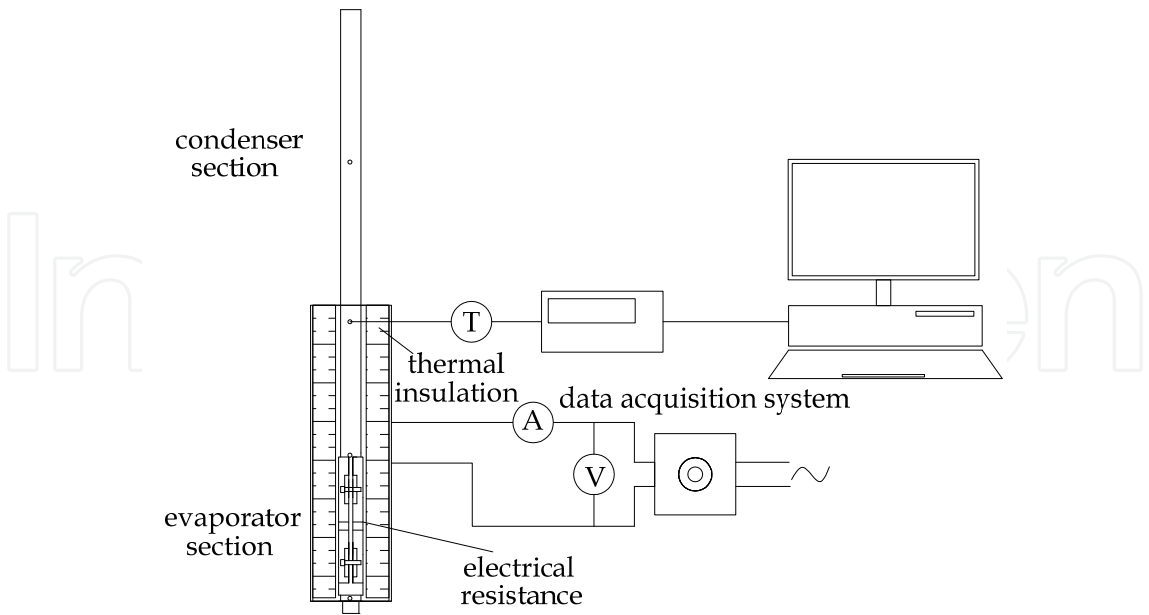 condenser
section
T
thermal
insulation
data acquisition system
A
V
evaporator
section
electrical
resistance